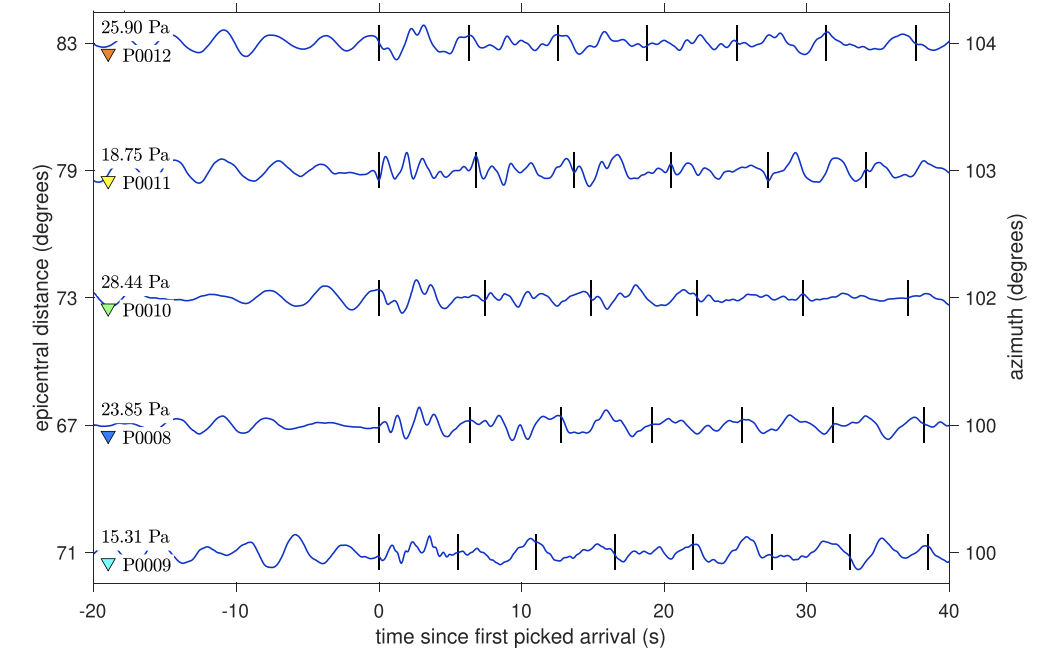 25.90 Pa
83 P0012 104
18.75 Pa
79 P0011 103
28.44 Pa
73 P0010 102
23.85 Pa
67 P0008 100
15.31 Pa
71 P0009 100
epicentral distance (degrees)
azimuth (degrees)
-20 -10 0 10 20 30 40
time since first picked arrival (s)